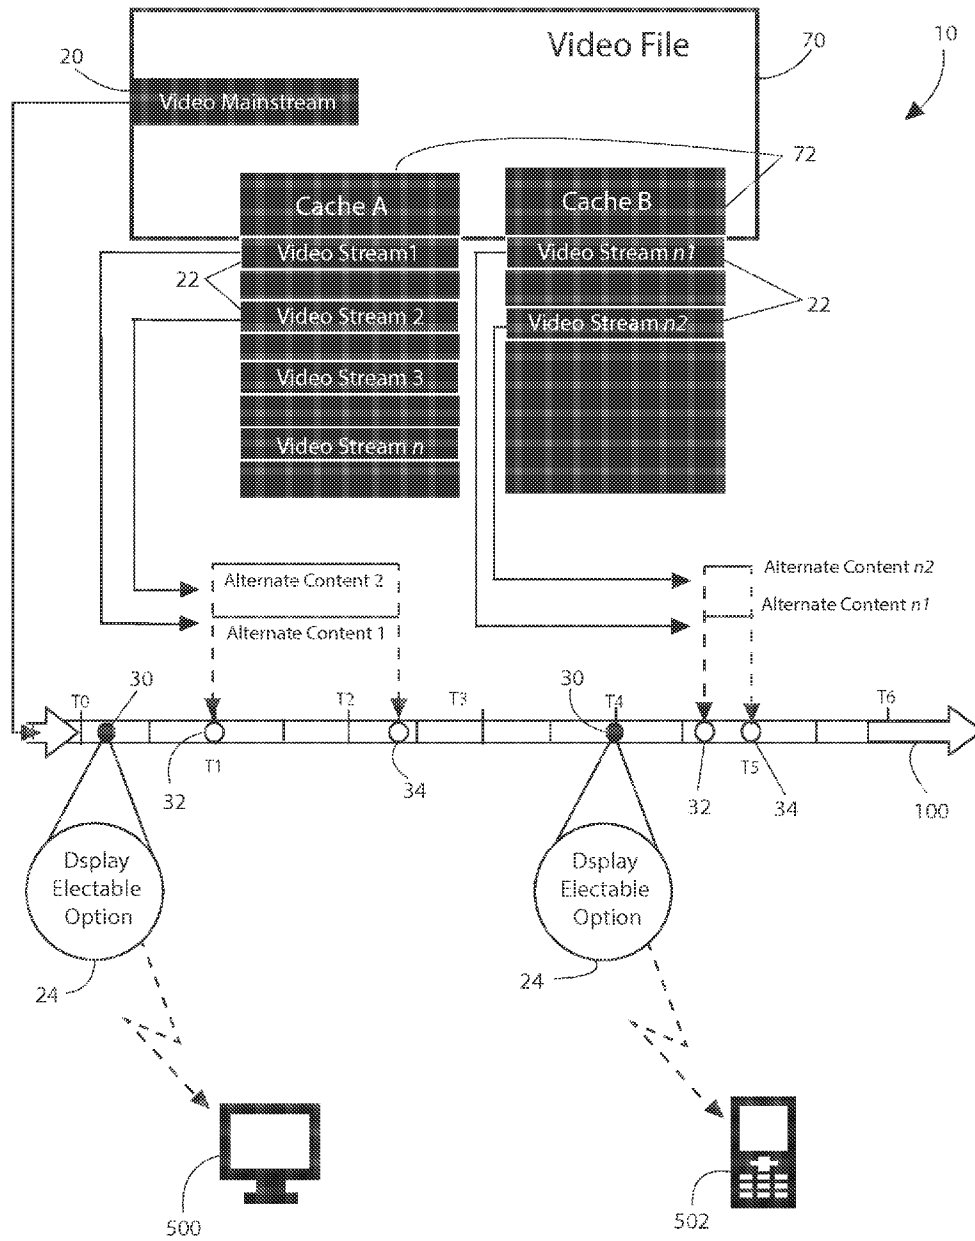 Video File
20
70
10
Video Mainstream
72
Cache A
Cache B
Video Stream1
Video Stream n1
22
22
Video Stream 2
Video Stream n2
Video Stream 3
Video Stream n
Alternate Content 2
Alternate Content n2
Alternate Content 1
Alternate Content n1
T0
30
T2
T3
30
T4
T6
32
T1
34
32
T5
34
100
Dsplay
Electable
Option
Dsplay
Electable
Option
24
24
500
502